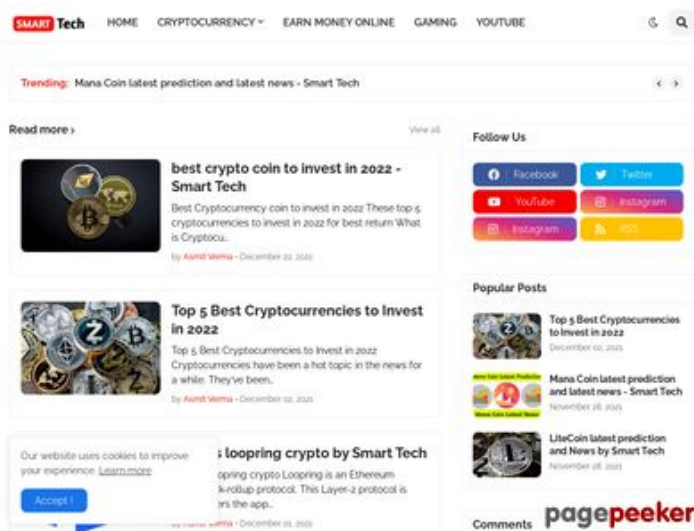 SMART Tech HOME CRYPTOCURRENCY EARN MONEY ONLINE GAMING YOUTUBE
Trending: Mana Coin latest prediction and latest news - Smart Tech
Read more
View all
best crypto coin to invest in 2022 -
Smart Tech
Best Cryptocurrency coin to invest in 2022 These top 5
cryptocurrencies to invest in 2022 for best return What
is Cryptocu..
by Asmit Verma - December 22, 2021
Top 5 Best Cryptocurrencies to Invest
in 2022
Top 5 Best Cryptocurrencies to Invest in 2022
Cryptocurrencies have been a hot topic in the news for
a while. They've been..
by Asmit Verma - December 02, 2021
s loopring crypto by Smart Tech
opring crypto Loopring is an Ethereum
k-rollup protocol. This Layer-2 protocol is
ers the app..
December 01, 2021
Our website uses cookies to improve
your experience. Learn more
Accept !
Follow Us
Facebook Twitter
YouTube Instagram
Instagram RSS
Popular Posts
Top 5 Best Cryptocurrencies
to Invest in 2022
December 02, 2021
Mana Coin latest prediction
and latest news - Smart Tech
November 28, 2021
LiteCoin latest prediction
and News by Smart Tech
November 28, 2021
Comments
pagepeeker